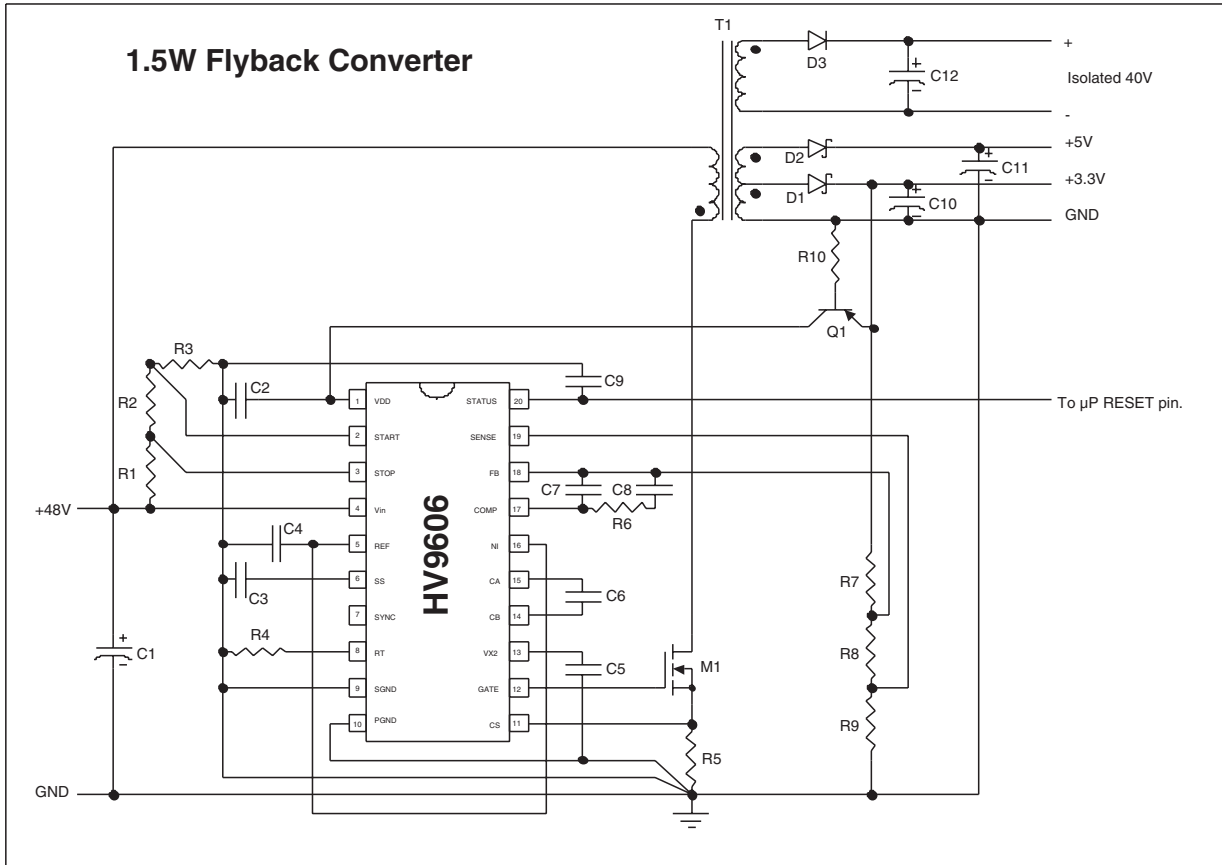 1.5W Flyback Converter
T1
D3
+
C12
-
+
Isolated 40V
-
D2
+5V
+
C11
-
D1
+3.3V
+
C10
-
GND
R10
Q1
R3
C2
C9
R2
R1
1 VDD STATUS 20
To µP RESET pin.
2 START SENSE 19
3 STOP FB 18
C7
C8
+48V
4 Vin COMP 17
R6
C4
5 REF NI 16
HV9606
C3
6 SS CA 15
C6
7 SYNC CB 14
R7
R4
8 RT VX2 13
C5
M1
R8
+
C1
-
9 SGND GATE 12
10 PGND CS 11
R9
R5
GND